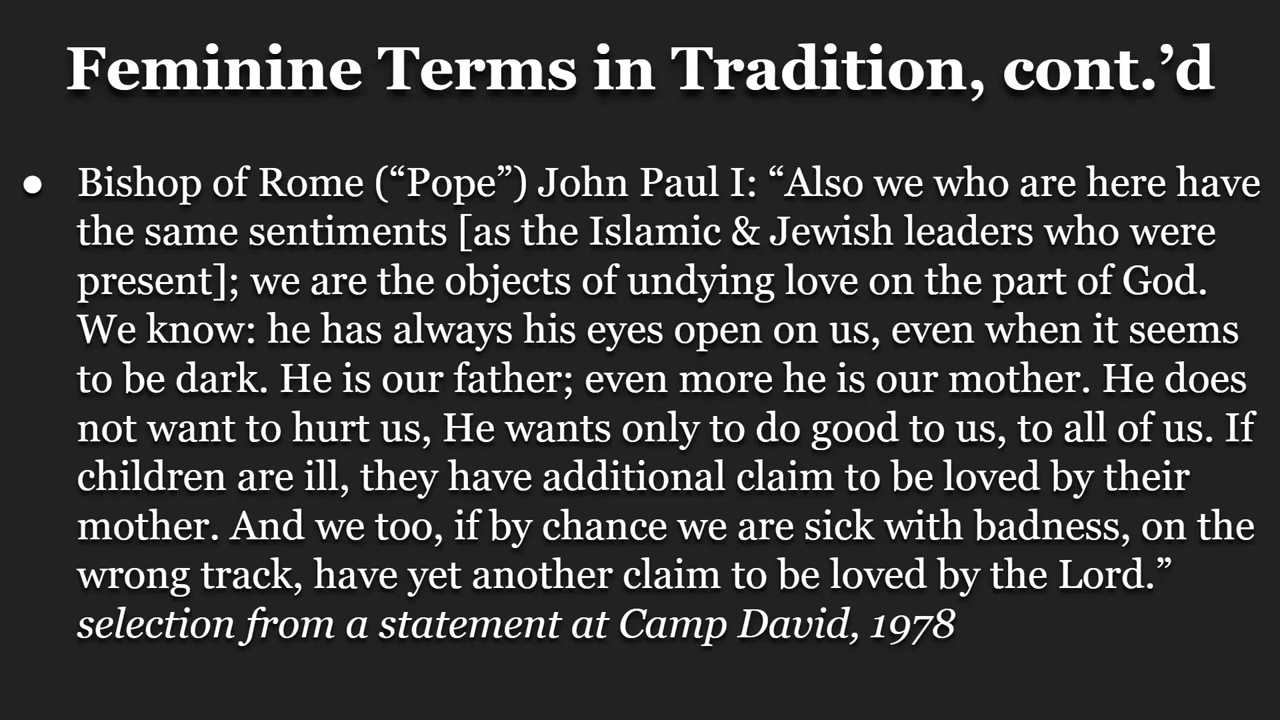 Feminine Terms in Tradition, cont.’d
● Bishop of Rome (“Pope”) John Paul I: “Also we who are here have
the same sentiments [as the Islamic & Jewish leaders who were
present]; we are the objects of undying love on the part of God.
We know: he has always his eyes open on us, even when it seems
to be dark. He is our father; even more he is our mother. He does
not want to hurt us, He wants only to do good to us, to all of us. If
children are ill, they have additional claim to be loved by their
mother. And we too, if by chance we are sick with badness, on the
wrong track, have yet another claim to be loved by the Lord.”
selection from a statement at Camp David, 1978